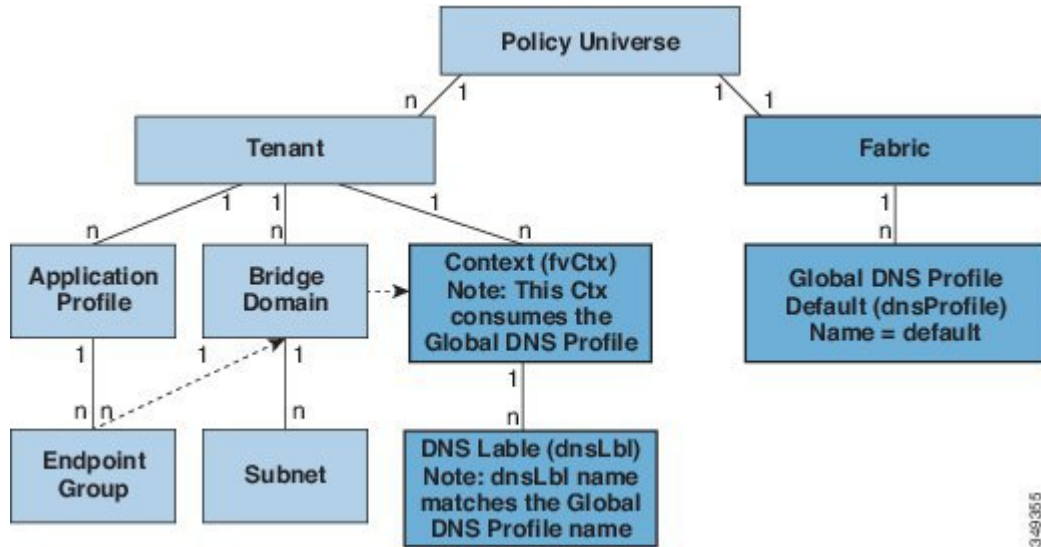 Policy Universe
n
1
1
1
Tenant
Fabric
1
1
1
1
n
n
n
n
Application
Profile
Bridge
Domain
Context (fvCtx)
Note: This Ctx
consumes the
Global DNS Profile
Global DNS Profile
Default (dnsProfile)
Name = default
1
1
1
1
n
n
n
n
Endpoint
Group
Subnet
DNS Lable (dnsLbl)
Note: dnsLbl name
matches the Global
DNS Profile name
349355